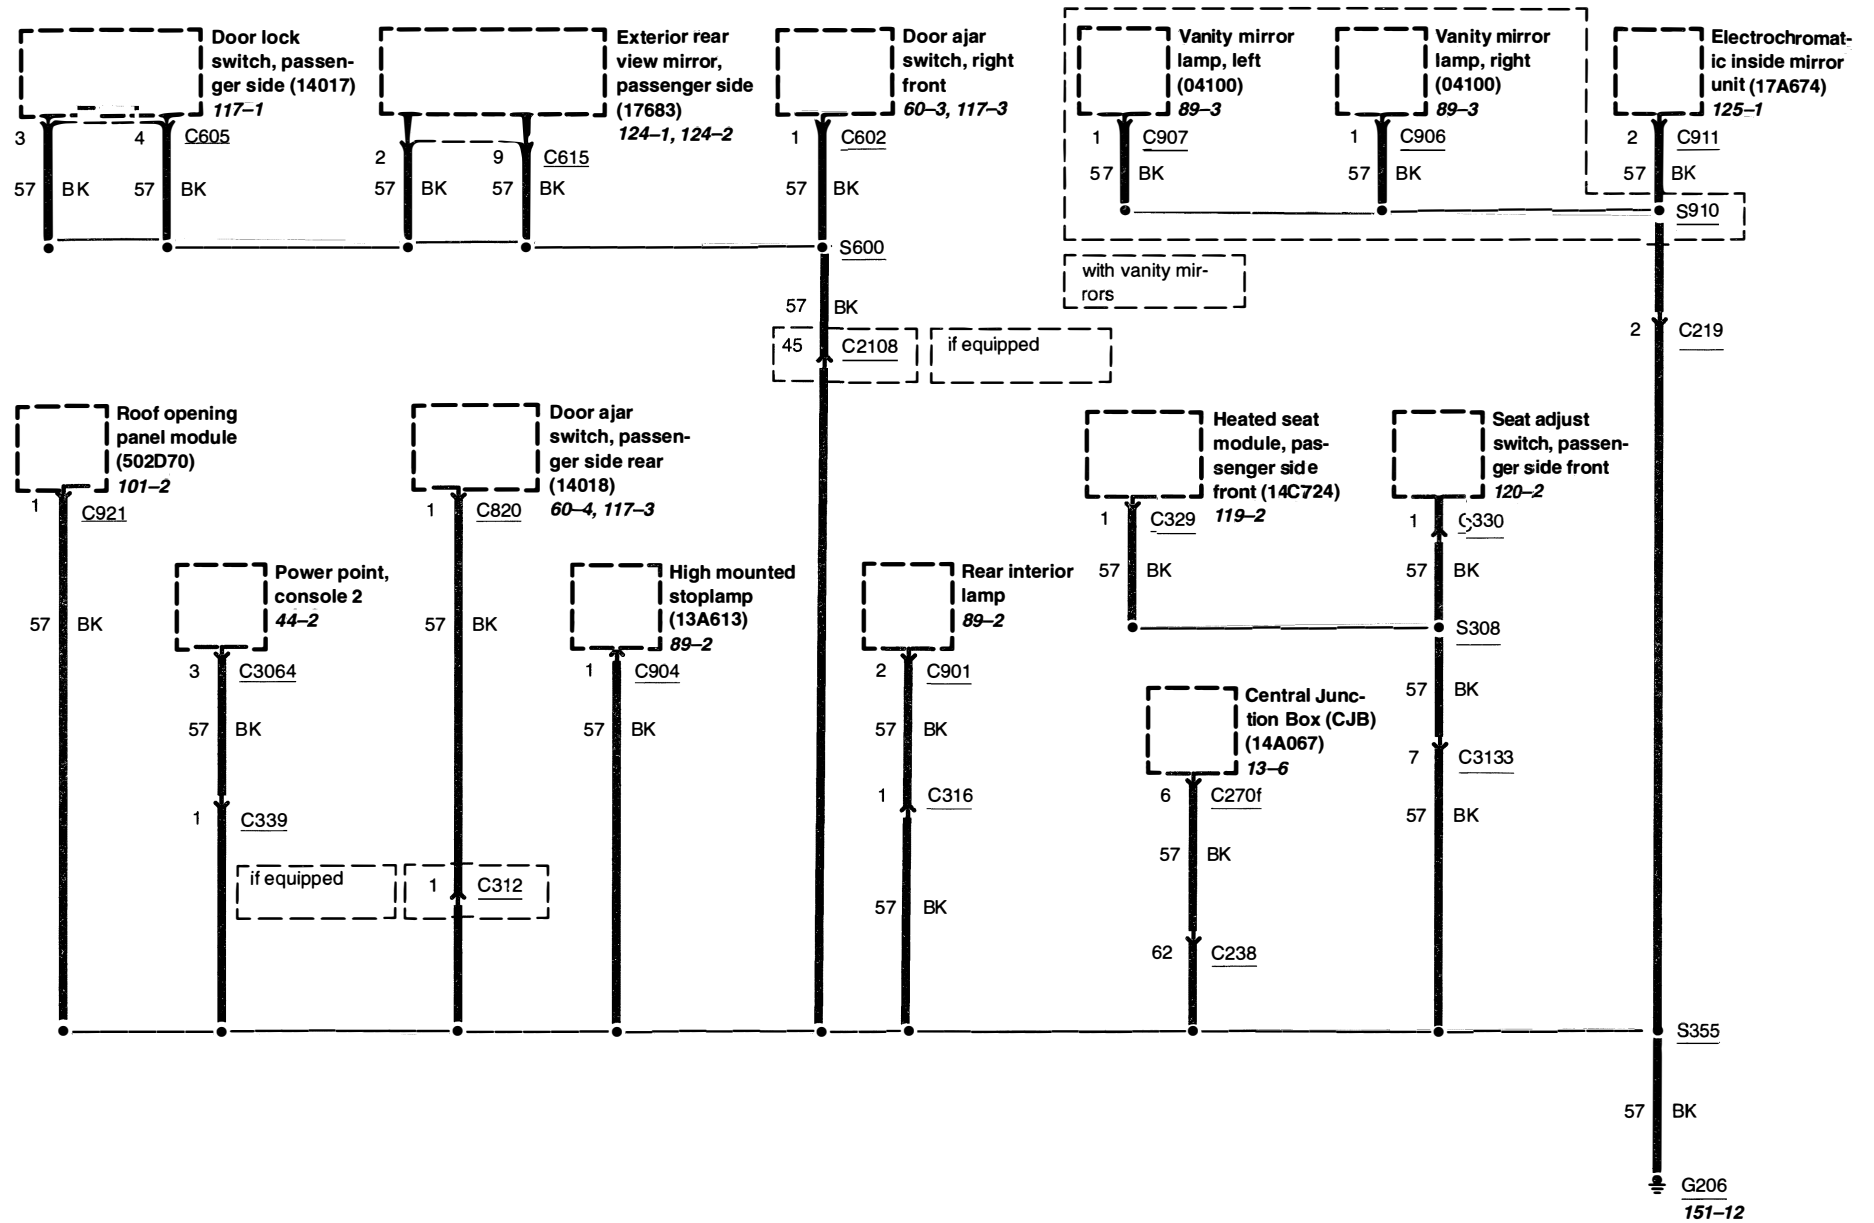 Door lock
switch, passen-
ger side (14017)
117–1
3
4
C605
57
BK
57
BK
Exterior rear
view mirror,
passenger side
(17683)
124–1, 124–2
2
9
C615
57
BK
57
BK
Door ajar
switch, right
front
60–3, 117–3
1
C602
57
BK
S600
57
BK
45
C2108
if equipped
Vanity mirror
lamp, left
(04100)
89–3
1
C907
57
BK
Vanity mirror
lamp, right
(04100)
89–3
1
C906
57
BK
Electrochromat-
ic inside mirror
unit (17A674)
125–1
2
C911
57
BK
S910
with vanity mir-
rors
2
C219
Roof opening
panel module
(502D70)
101–2
1
C921
57
BK
Power point,
console 2
44–2
3
C3064
57
BK
1
C339
Door ajar
switch, passen-
ger side rear
(14018)
60–4, 117–3
1
C820
57
BK
if equipped
1
C312
High mounted
stoplamp
(13A613)
89–2
1
C904
57
BK
Rear interior
lamp
89–2
2
C901
57
BK
1
C316
57
BK
Heated seat
module, pas-
senger side
front (14C724)
119–2
1
C329
57
BK
Seat adjust
switch, passen-
ger side front
120–2
1
C330
57
BK
S308
57
BK
7
C3133
57
BK
Central Junc-
tion Box (CJB)
(14A067)
13–6
6
C270f
57
BK
62
C238
S355
57
BK
G206
151–12